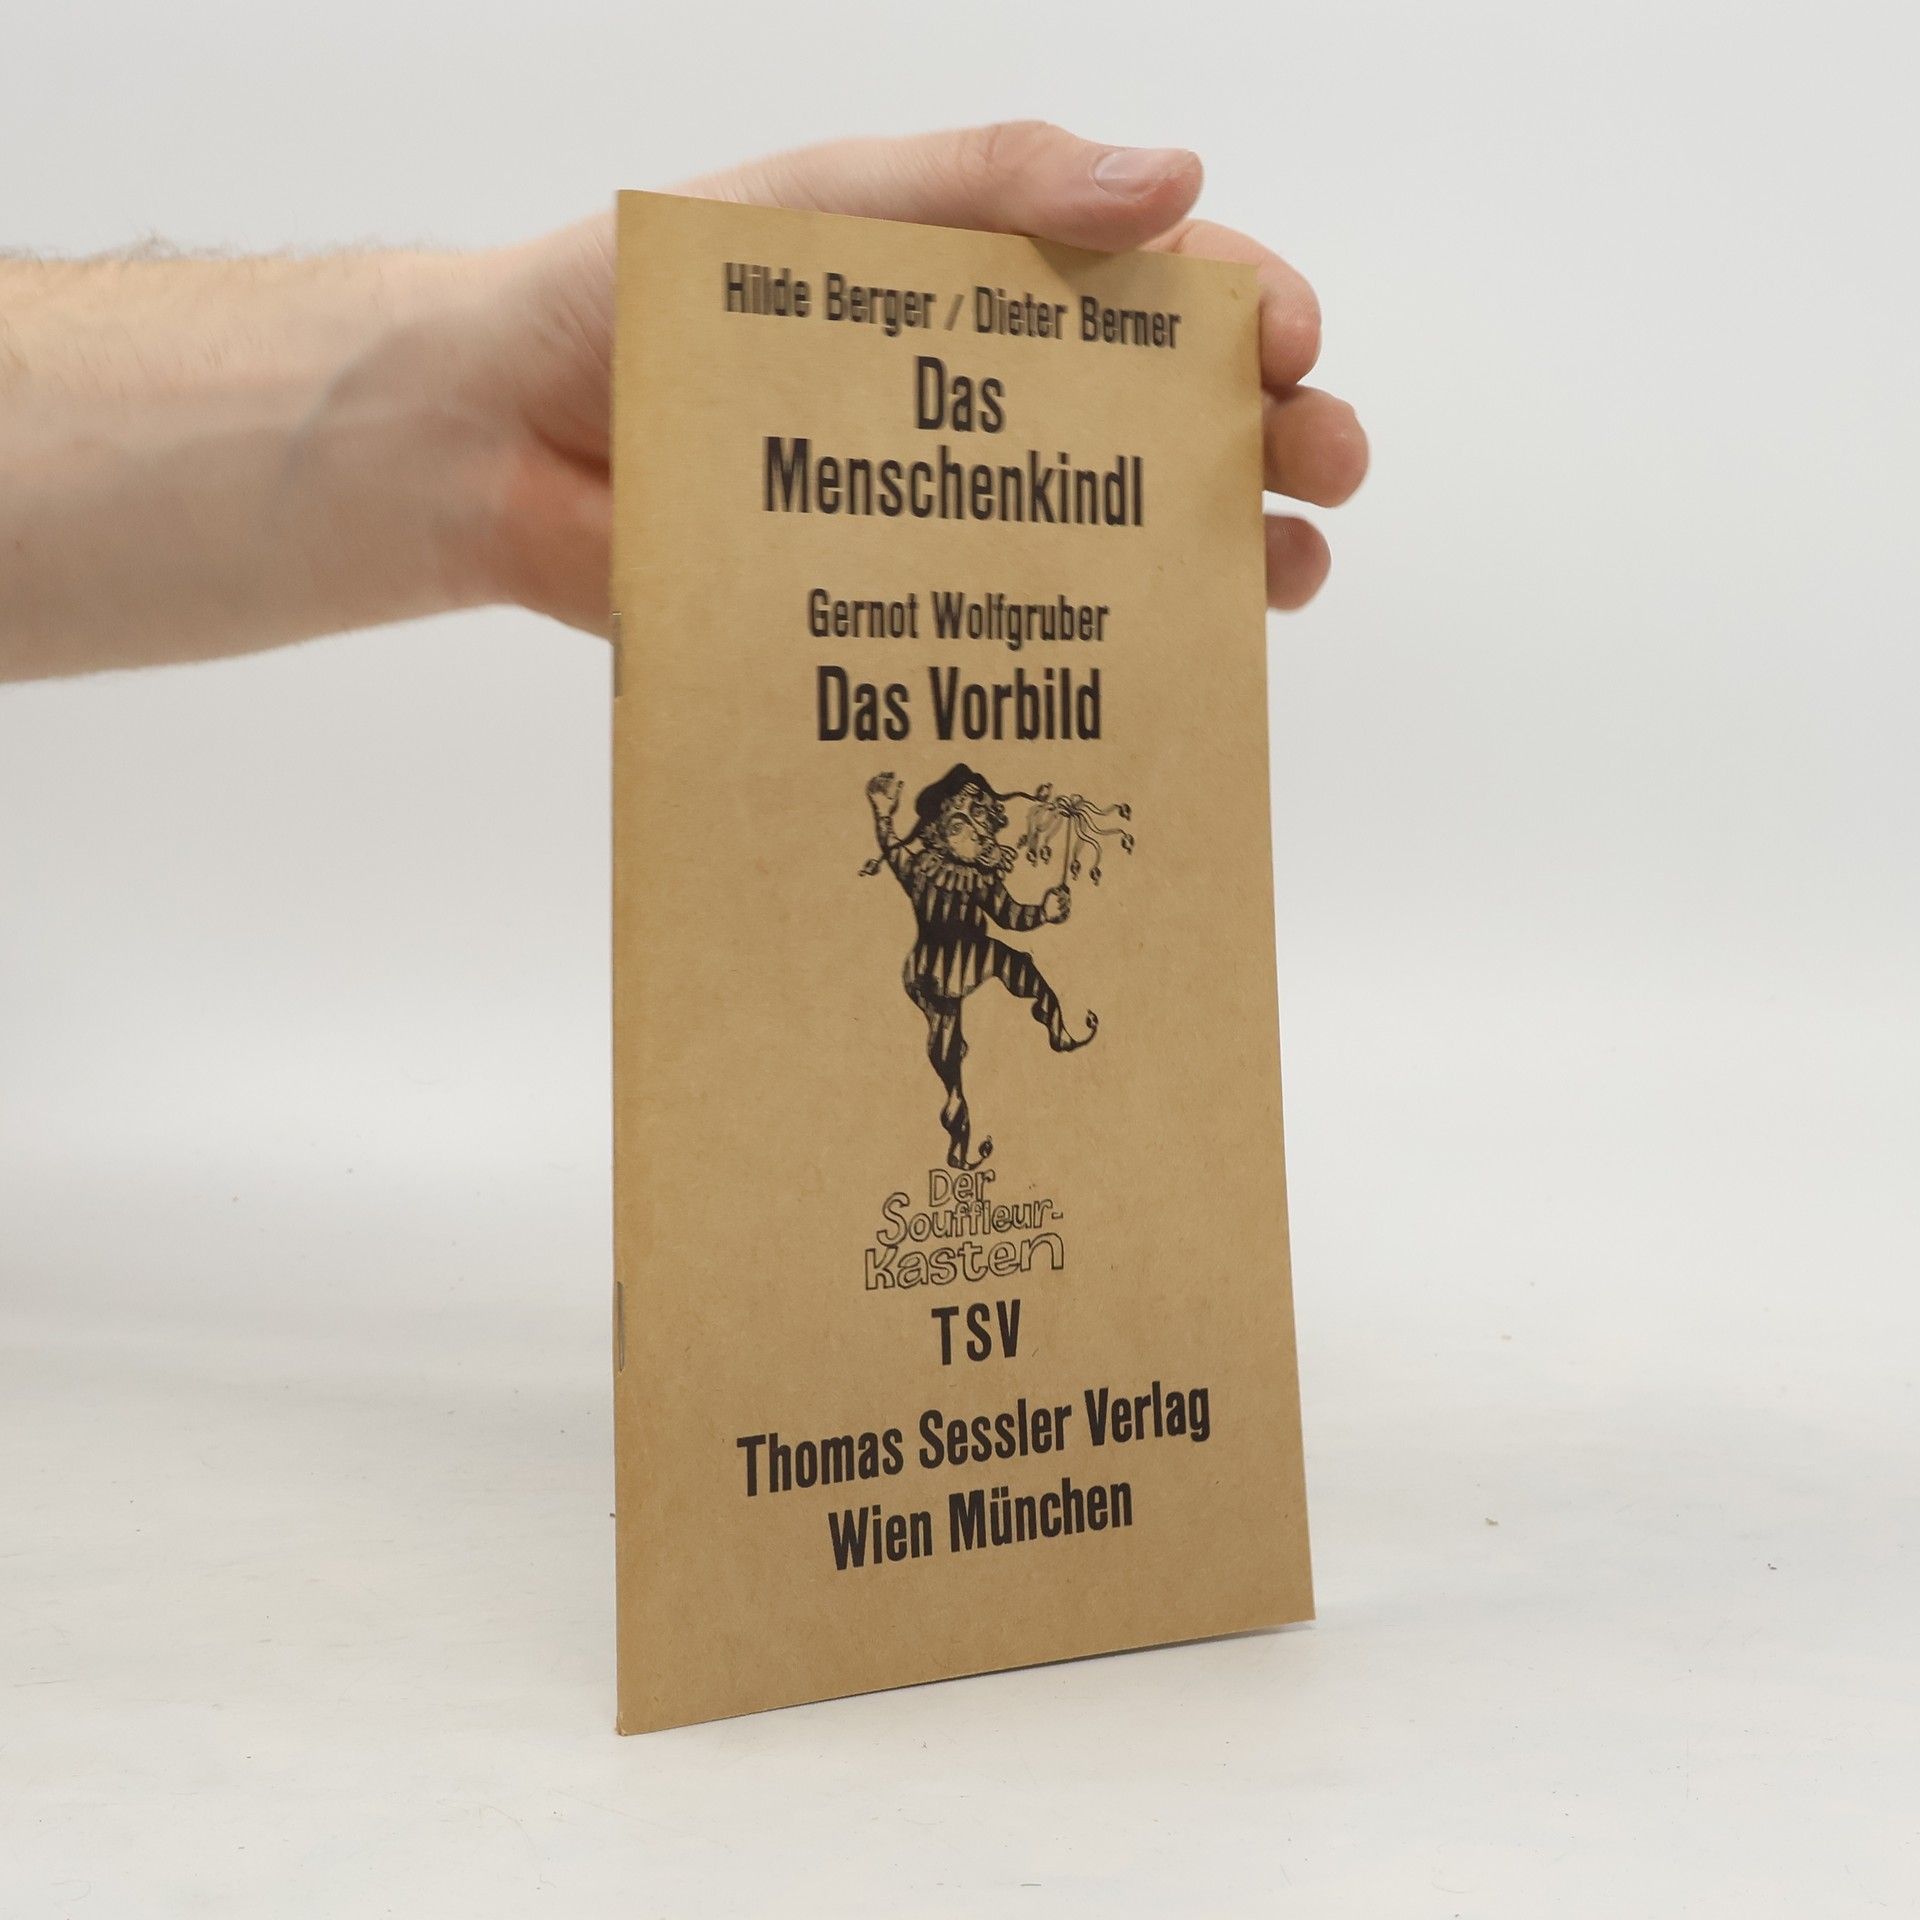 Hilde Berger / Dieter Berner
Das
Menschenkindl
Gernot Wolfgruber
Das Vorbild
Der
Souffleur-
Kasten
TSV
Thomas Sessler Verlag
Wien München